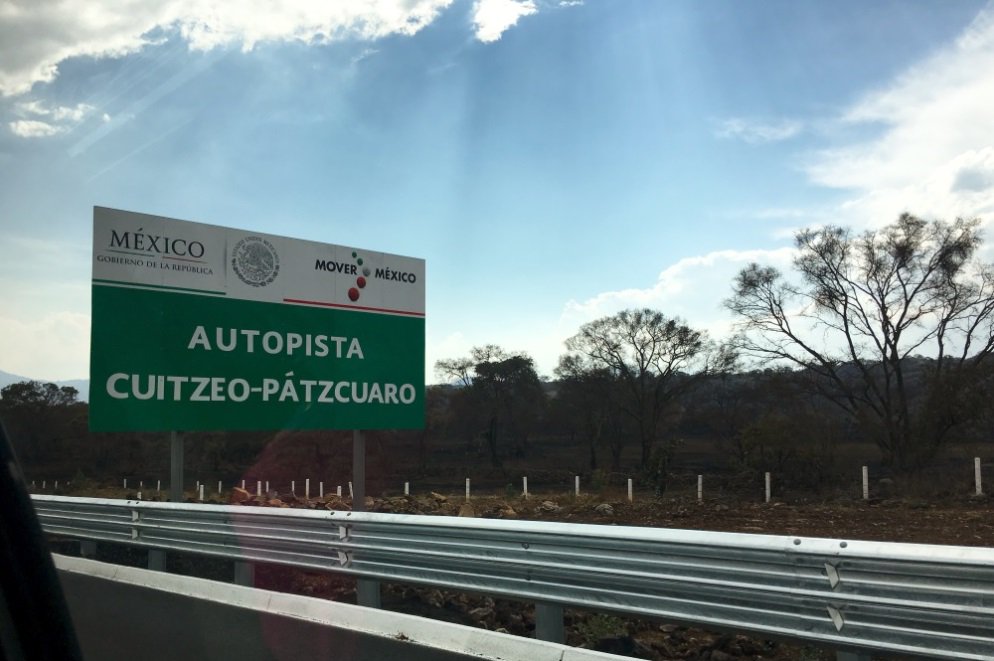 MÉXICO
GOBIERNO DE LA REPÚBLICA
MOVER MÉXICO
AUTOPISTA
CUITZEO-PÁTZCUARO